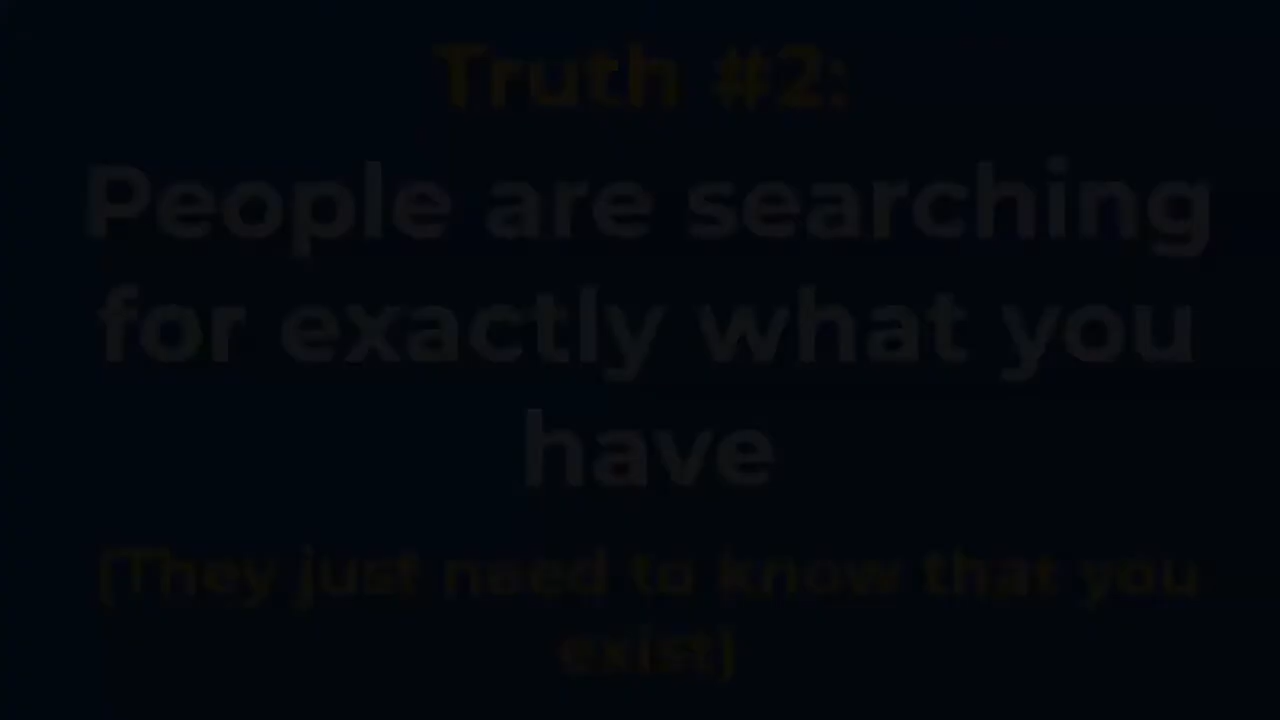 Truth #2:
People are searching
for exactly what you
have
(They just need to know that you
exist)